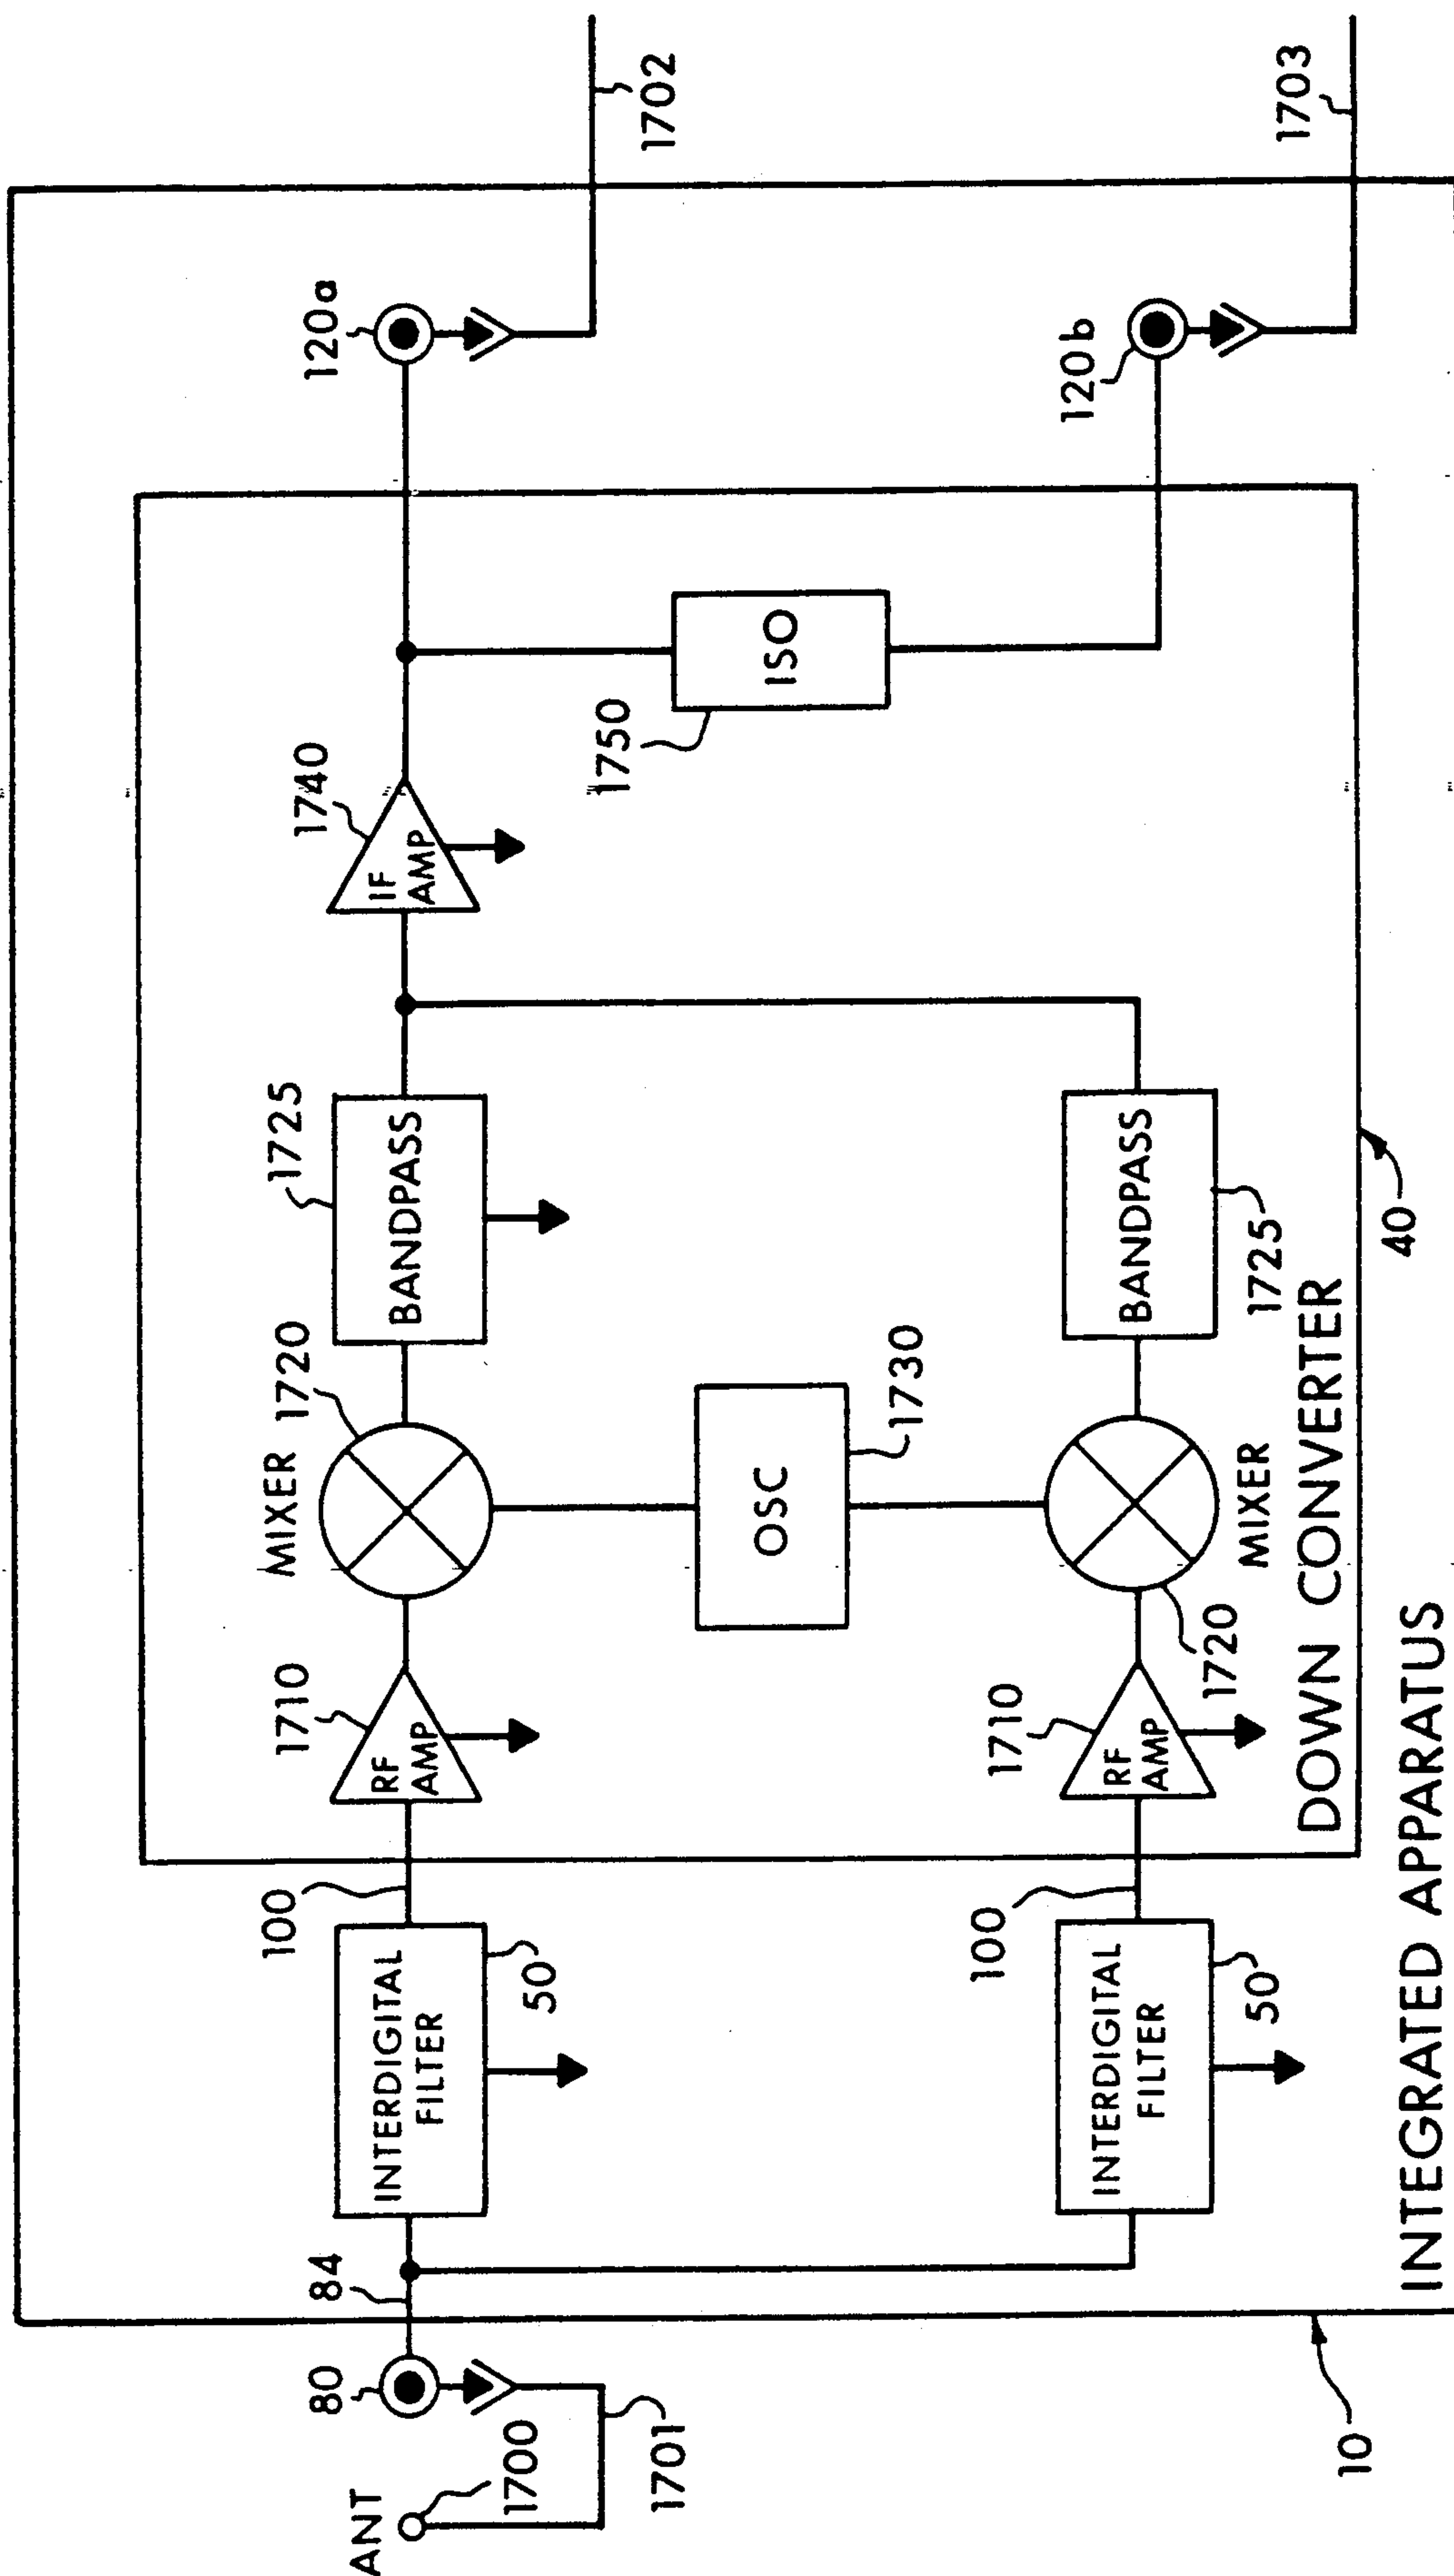 ANT
1700
1701
80
84
INTERDIGITAL
FILTER
50
100
RF
AMP
1710
MIXER
1720
BANDPASS
1725
IF
AMP
1740
120a
1702
OSC
1730
1750
ISO
INTERDIGITAL
FILTER
50
100
RF
AMP
1710
1720
MIXER
BANDPASS
1725
120b
1703
DOWN CONVERTER
40
INTEGRATED APPARATUS
10